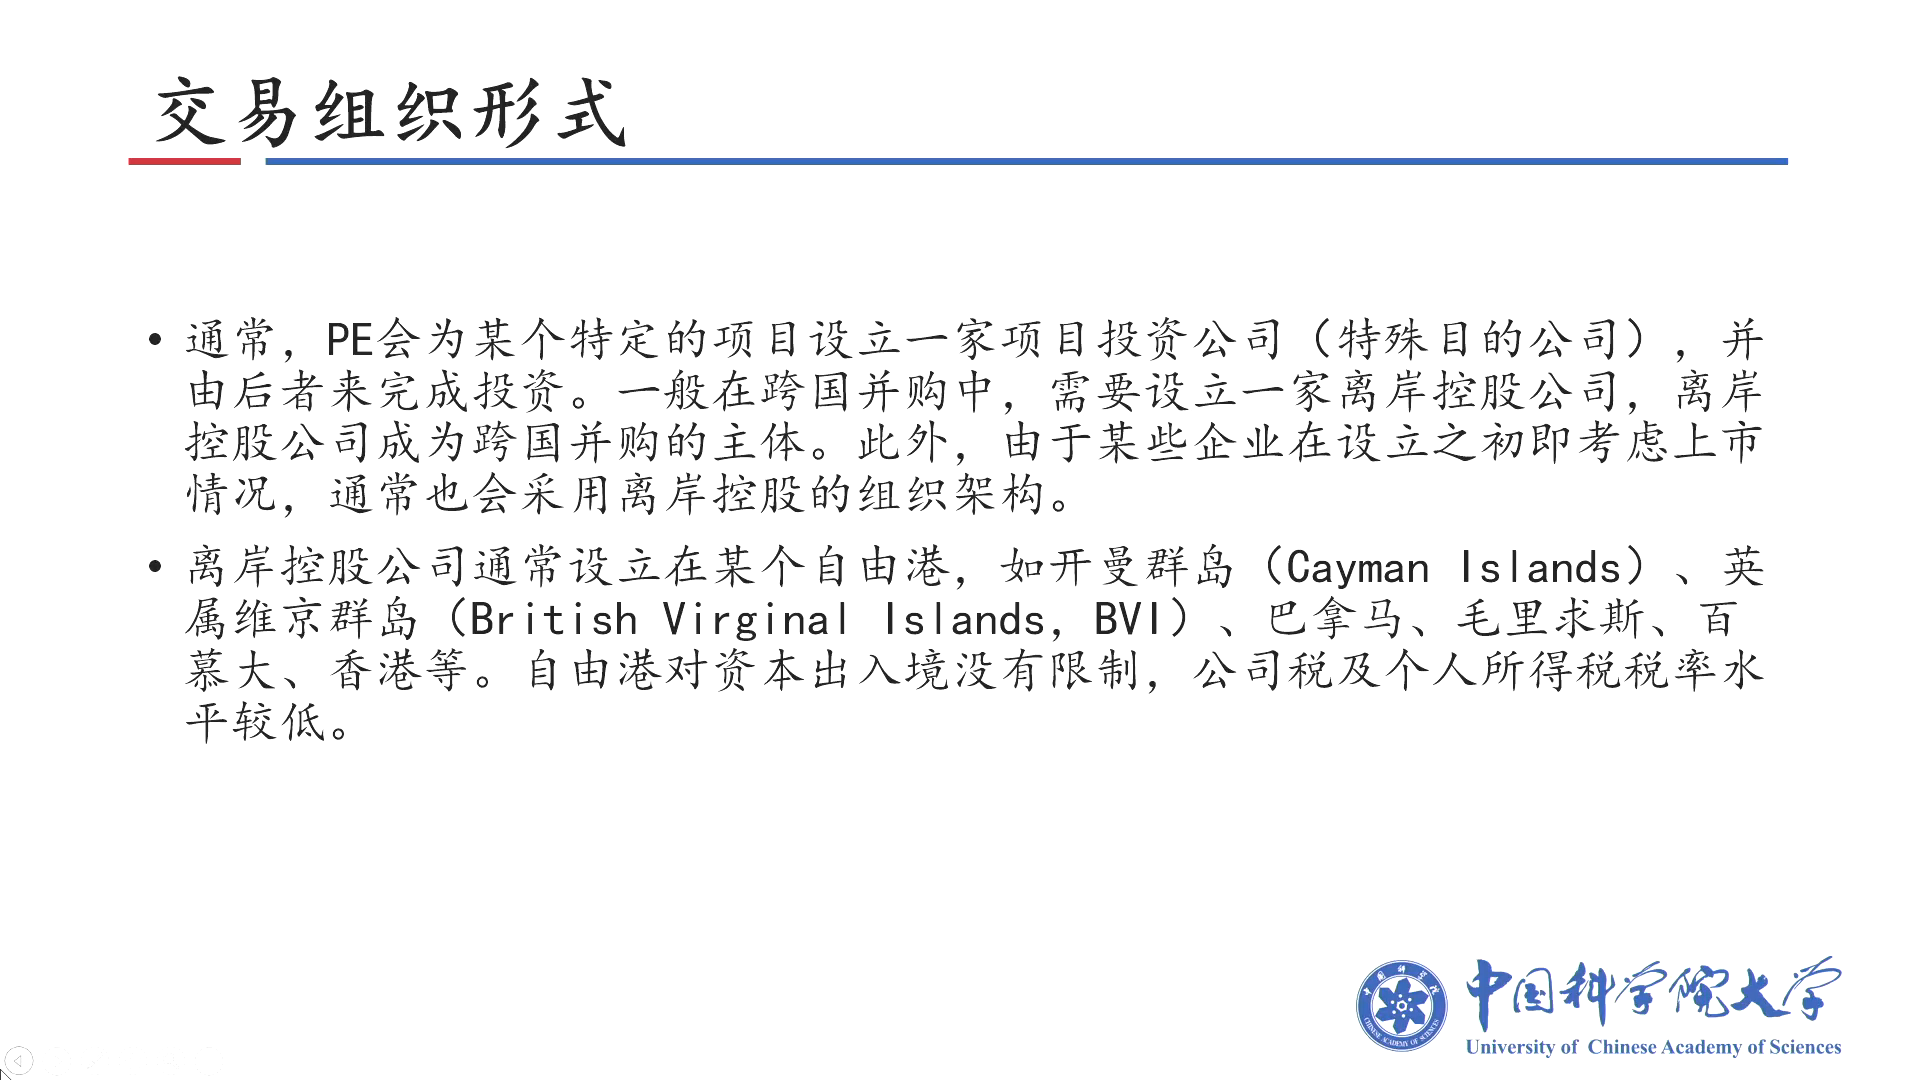 交易组织形式
• 通常，PE会为某个特定的项目设立一家项目投资公司（特殊目的公司），并
由后者来完成投资。一般在跨国并购中，需要设立一家离岸控股公司，离岸
控股公司成为跨国并购的主体。此外，由于某些企业在设立之初即考虑上市
情况，通常也会采用离岸控股的组织架构。
• 离岸控股公司通常设立在某个自由港，如开曼群岛（Cayman Islands）、英
属维京群岛（British Virginal Islands，BVI）、巴拿马、毛里求斯、百
慕大、香港等。自由港对资本出入境没有限制，公司税及个人所得税税率水
平较低。
中国科学院大学
University of Chinese Academy of Sciences
中国科学院
CHINESE ACADEMY OF SCIENCES